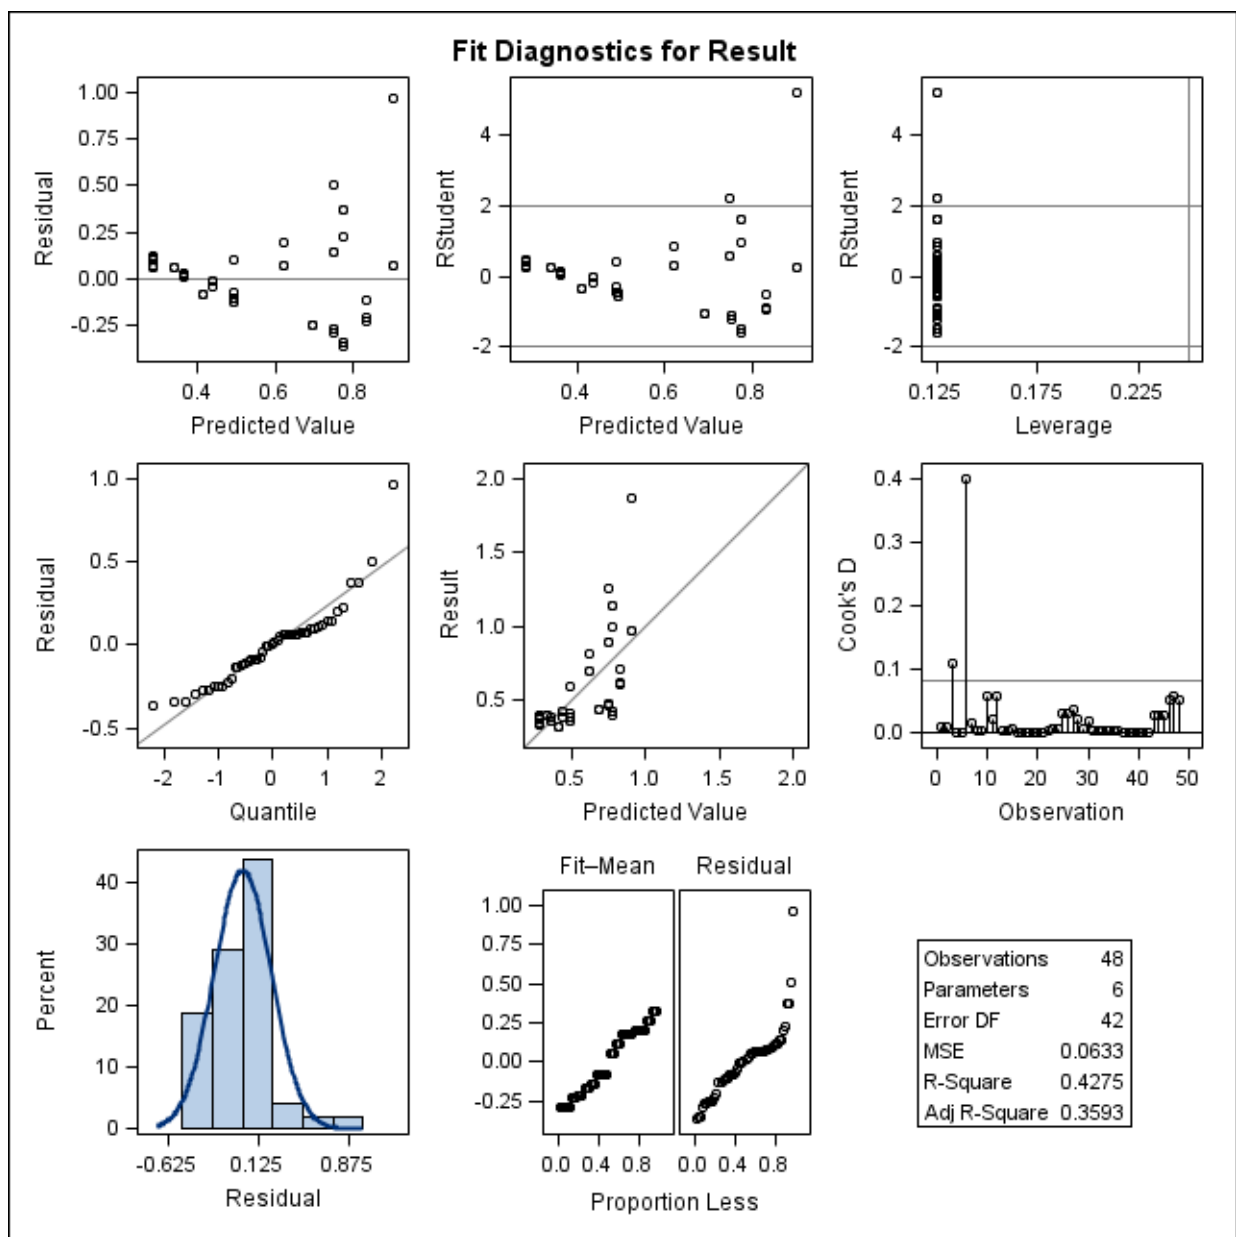 Fit Diagnostics for Result
Residual
1.00
0.75
0.50
0.25
0.00
-0.25
0.4 0.6 0.8
Predicted Value
RStudent
4
2
0
-2
0.4 0.6 0.8
Predicted Value
RStudent
4
2
0
-2
0.125 0.175 0.225
Leverage
Residual
1.0
0.5
0.0
-0.5
-2 -1 0 1 2
Quantile
Result
2.0
1.5
1.0
0.5
0.5 1.0 1.5 2.0
Predicted Value
Cook's D
0.4
0.3
0.2
0.1
0.0
0 10 20 30 40 50
Observation
Percent
40
30
20
10
0
-0.625 0.125 0.875
Residual
Fit–Mean Residual
1.00
0.75
0.50
0.25
0.00
-0.25
0.0 0.4 0.8 0.0 0.4 0.8
Proportion Less
Observations 48
Parameters 6
Error DF 42
MSE 0.0633
R-Square 0.4275
Adj R-Square 0.3593